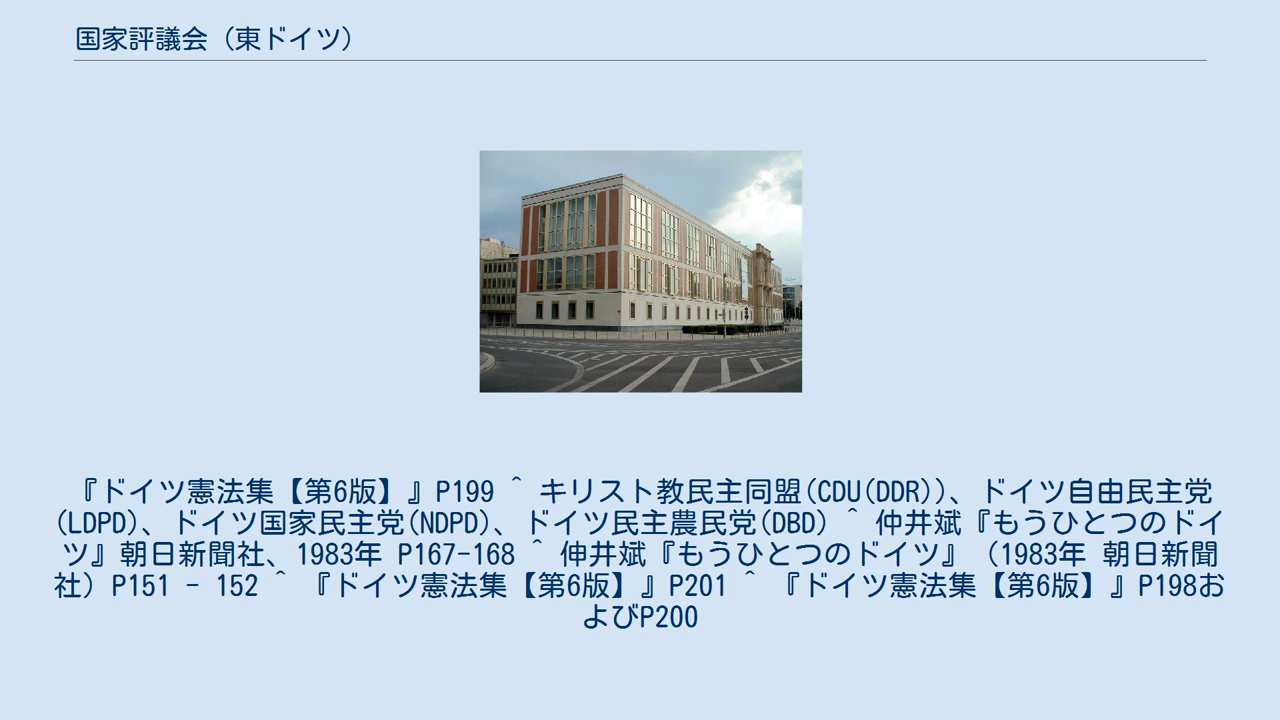 国家評議会（東ドイツ）
『ドイツ憲法集【第6版】』P199 ^ キリスト教民主同盟(CDU(DDR))、ドイツ自由民主党
(LDPD)、ドイツ国家民主党(NDPD)、ドイツ民主農民党(DBD) ^ 仲井斌『もうひとつのドイ
ツ』朝日新聞社、1983年 P167-168 ^ 伸井斌『もうひとつのドイツ』（1983年 朝日新聞
社）P151 - 152 ^ 『ドイツ憲法集【第6版】』P201 ^ 『ドイツ憲法集【第6版】』P198お
よびP200